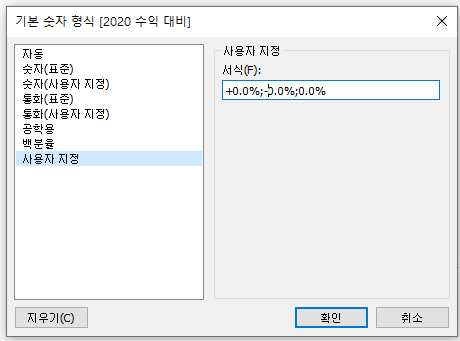 기본 숫자 형식 [2020 수익 대비]
자동
숫자(표준)
숫자(사용자 지정)
통화(표준)
통화(사용자 지정)
공학용
백분율
사용자 지정
사용자 지정
서식(F):
+0.0%;-0.0%;0.0%
지우기(C)
확인
취소